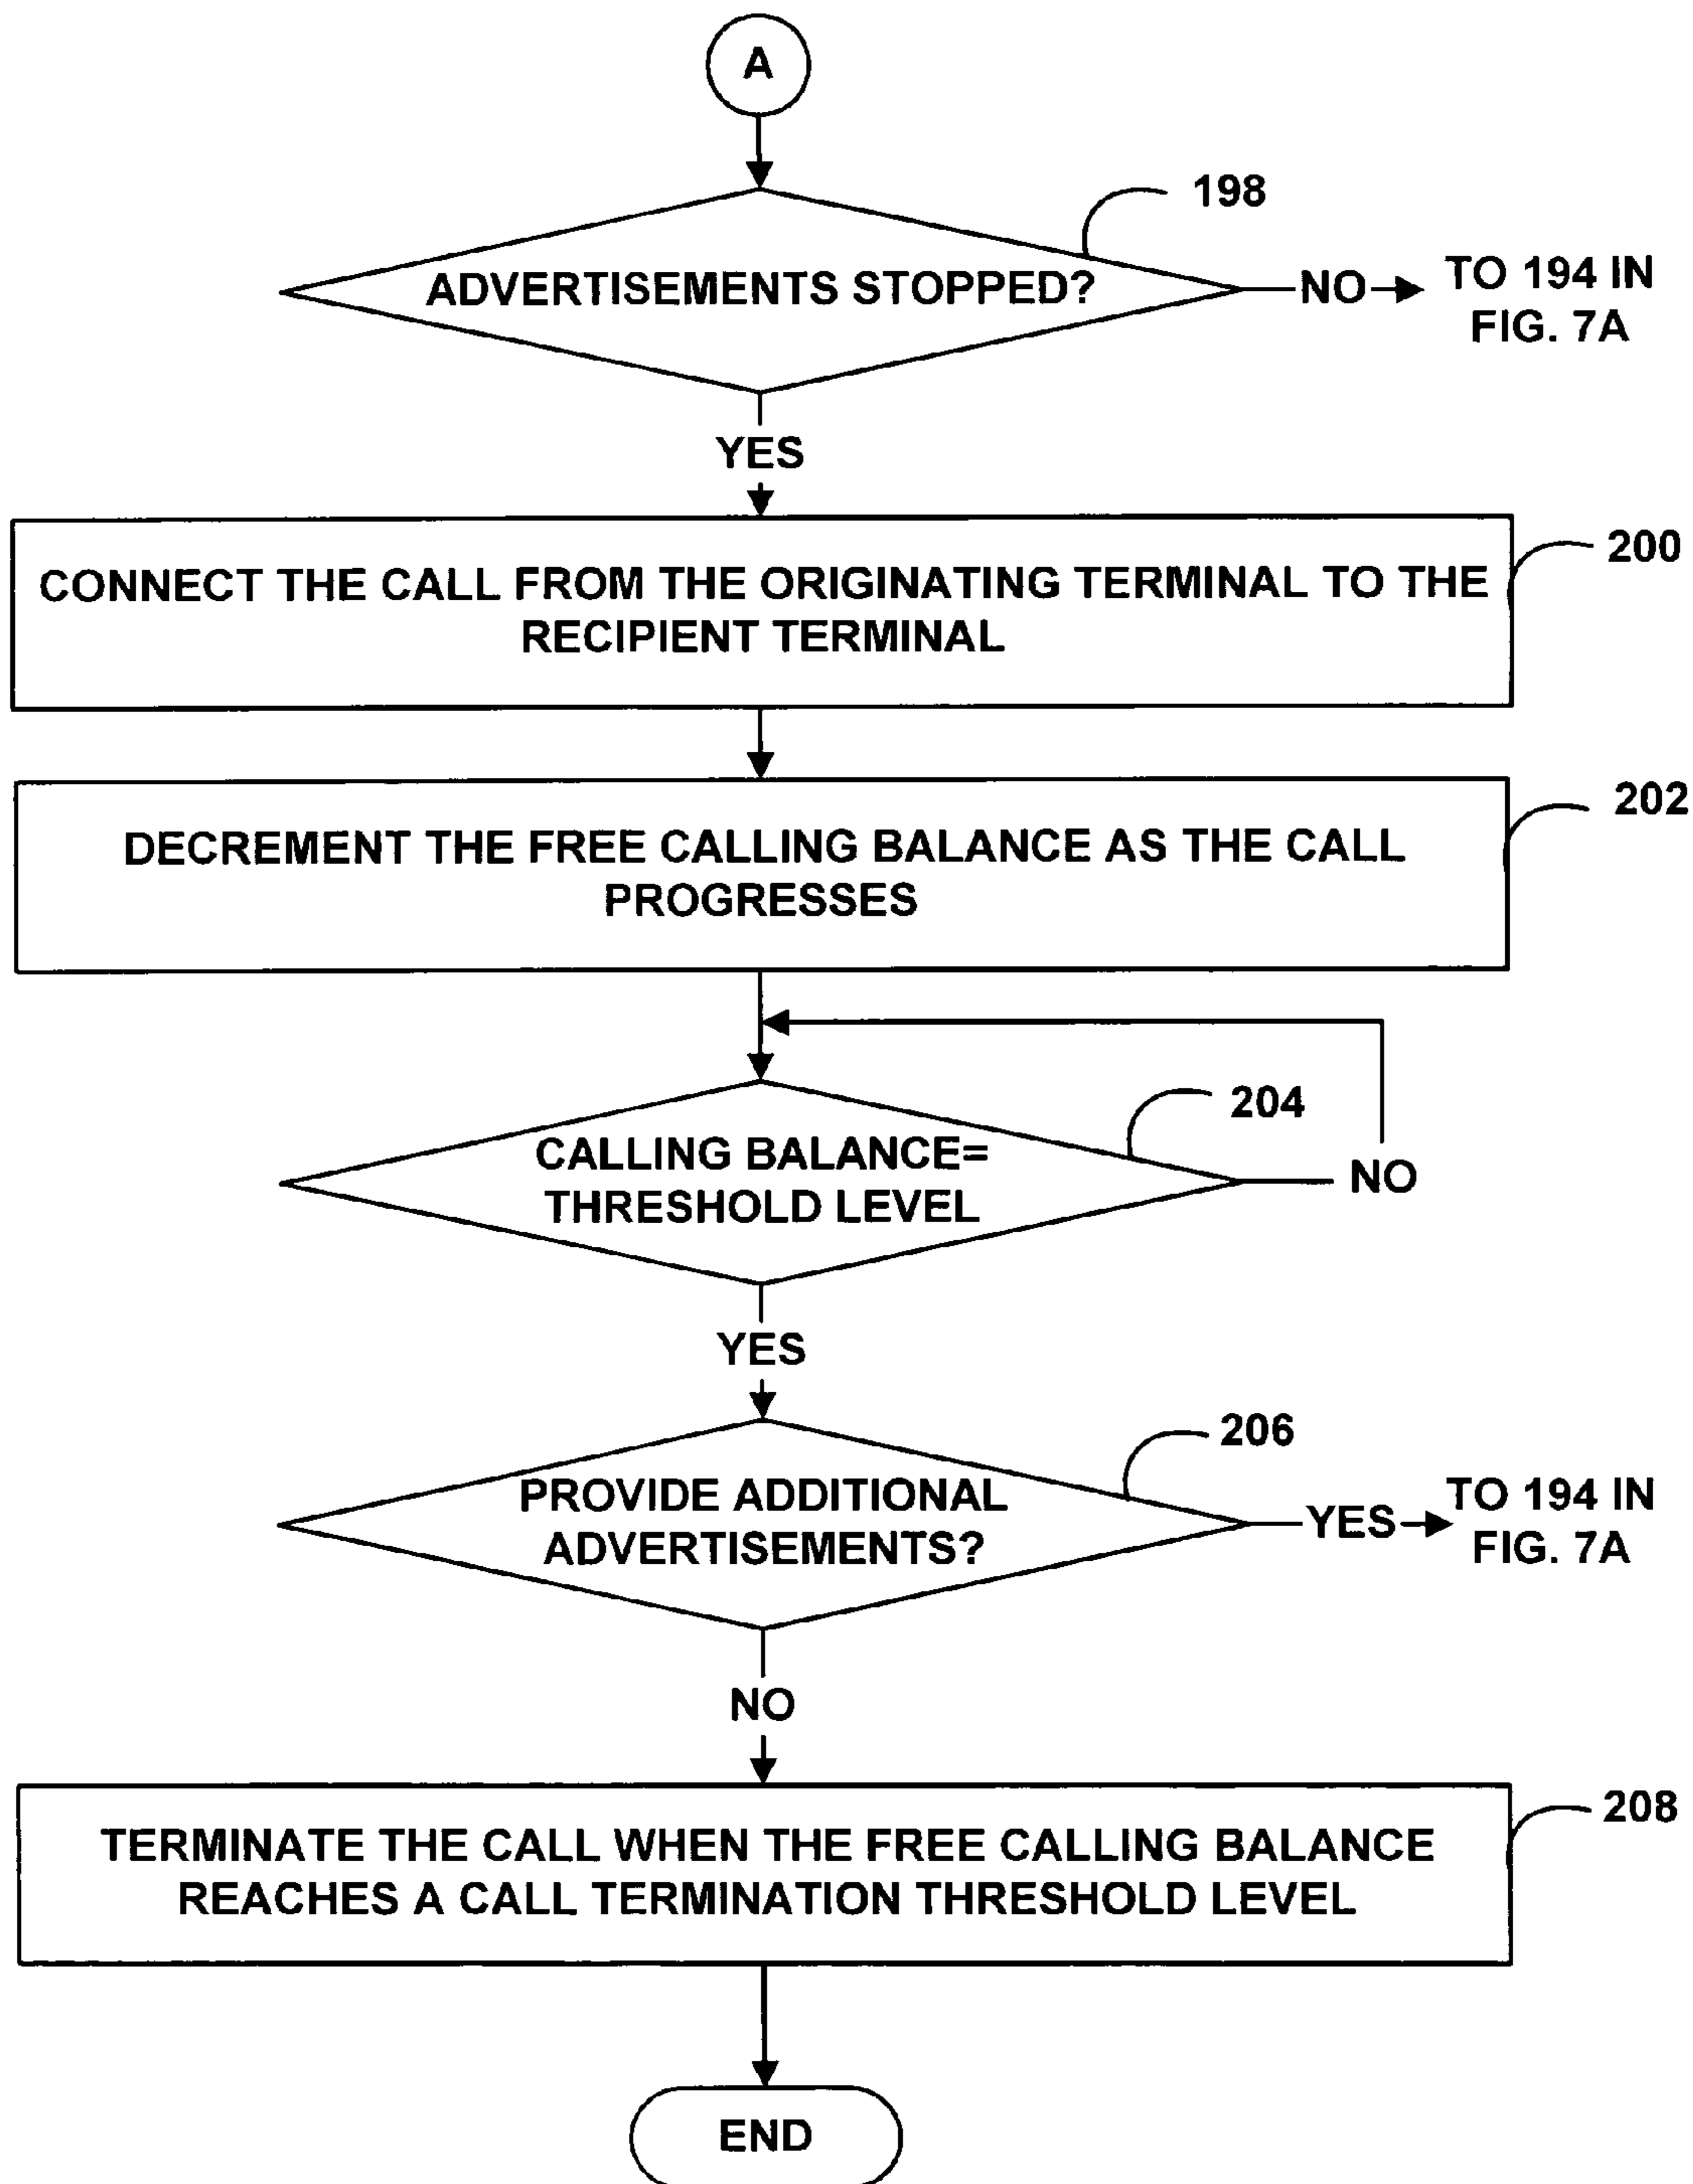 A
198
ADVERTISEMENTS STOPPED?
NO
TO 194 IN
FIG. 7A
YES
200
CONNECT THE CALL FROM THE ORIGINATING TERMINAL TO THE
RECIPIENT TERMINAL
202
DECREMENT THE FREE CALLING BALANCE AS THE CALL
PROGRESSES
204
CALLING BALANCE=
THRESHOLD LEVEL
NO
YES
206
PROVIDE ADDITIONAL
ADVERTISEMENTS?
YES
TO 194 IN
FIG. 7A
NO
208
TERMINATE THE CALL WHEN THE FREE CALLING BALANCE
REACHES A CALL TERMINATION THRESHOLD LEVEL
END